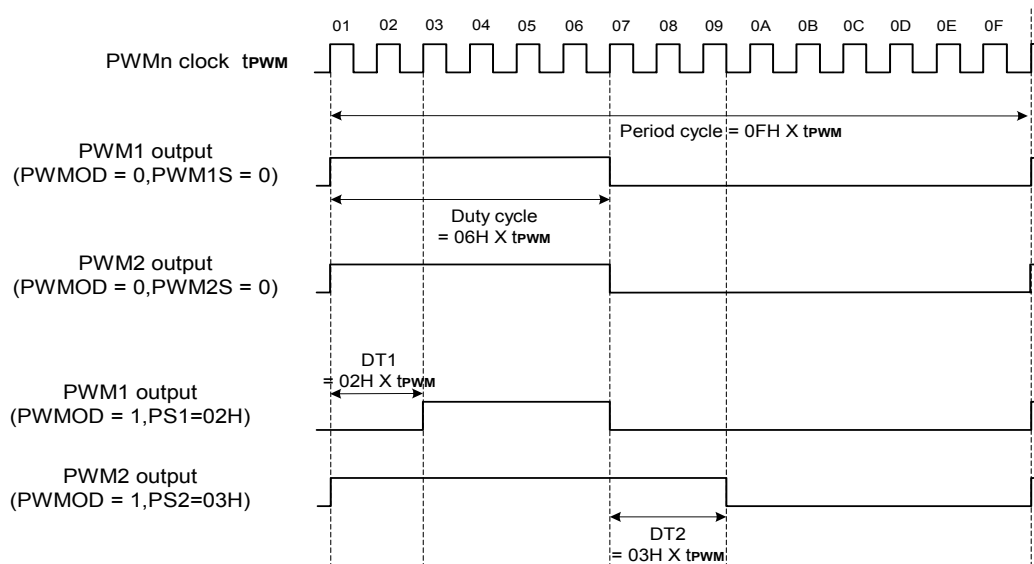 01 02 03 04 05 06 07 08 09 0A 0B 0C 0D 0E 0F
PWMn clock tPWM
Period cycle = 0FH X tPWM
PWM1 output
(PWMOD = 0,PWM1S = 0)
Duty cycle
= 06H X tPWM
PWM2 output
(PWMOD = 0,PWM2S = 0)
DT1
= 02H X tPWM
PWM1 output
(PWMOD = 1,PS1=02H)
PWM2 output
(PWMOD = 1,PS2=03H)
DT2
= 03H X tPWM